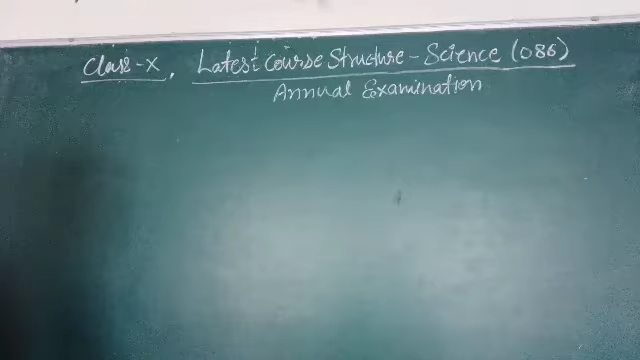 Class-X, Latest Course Structure - Science (086)
Annual Examination